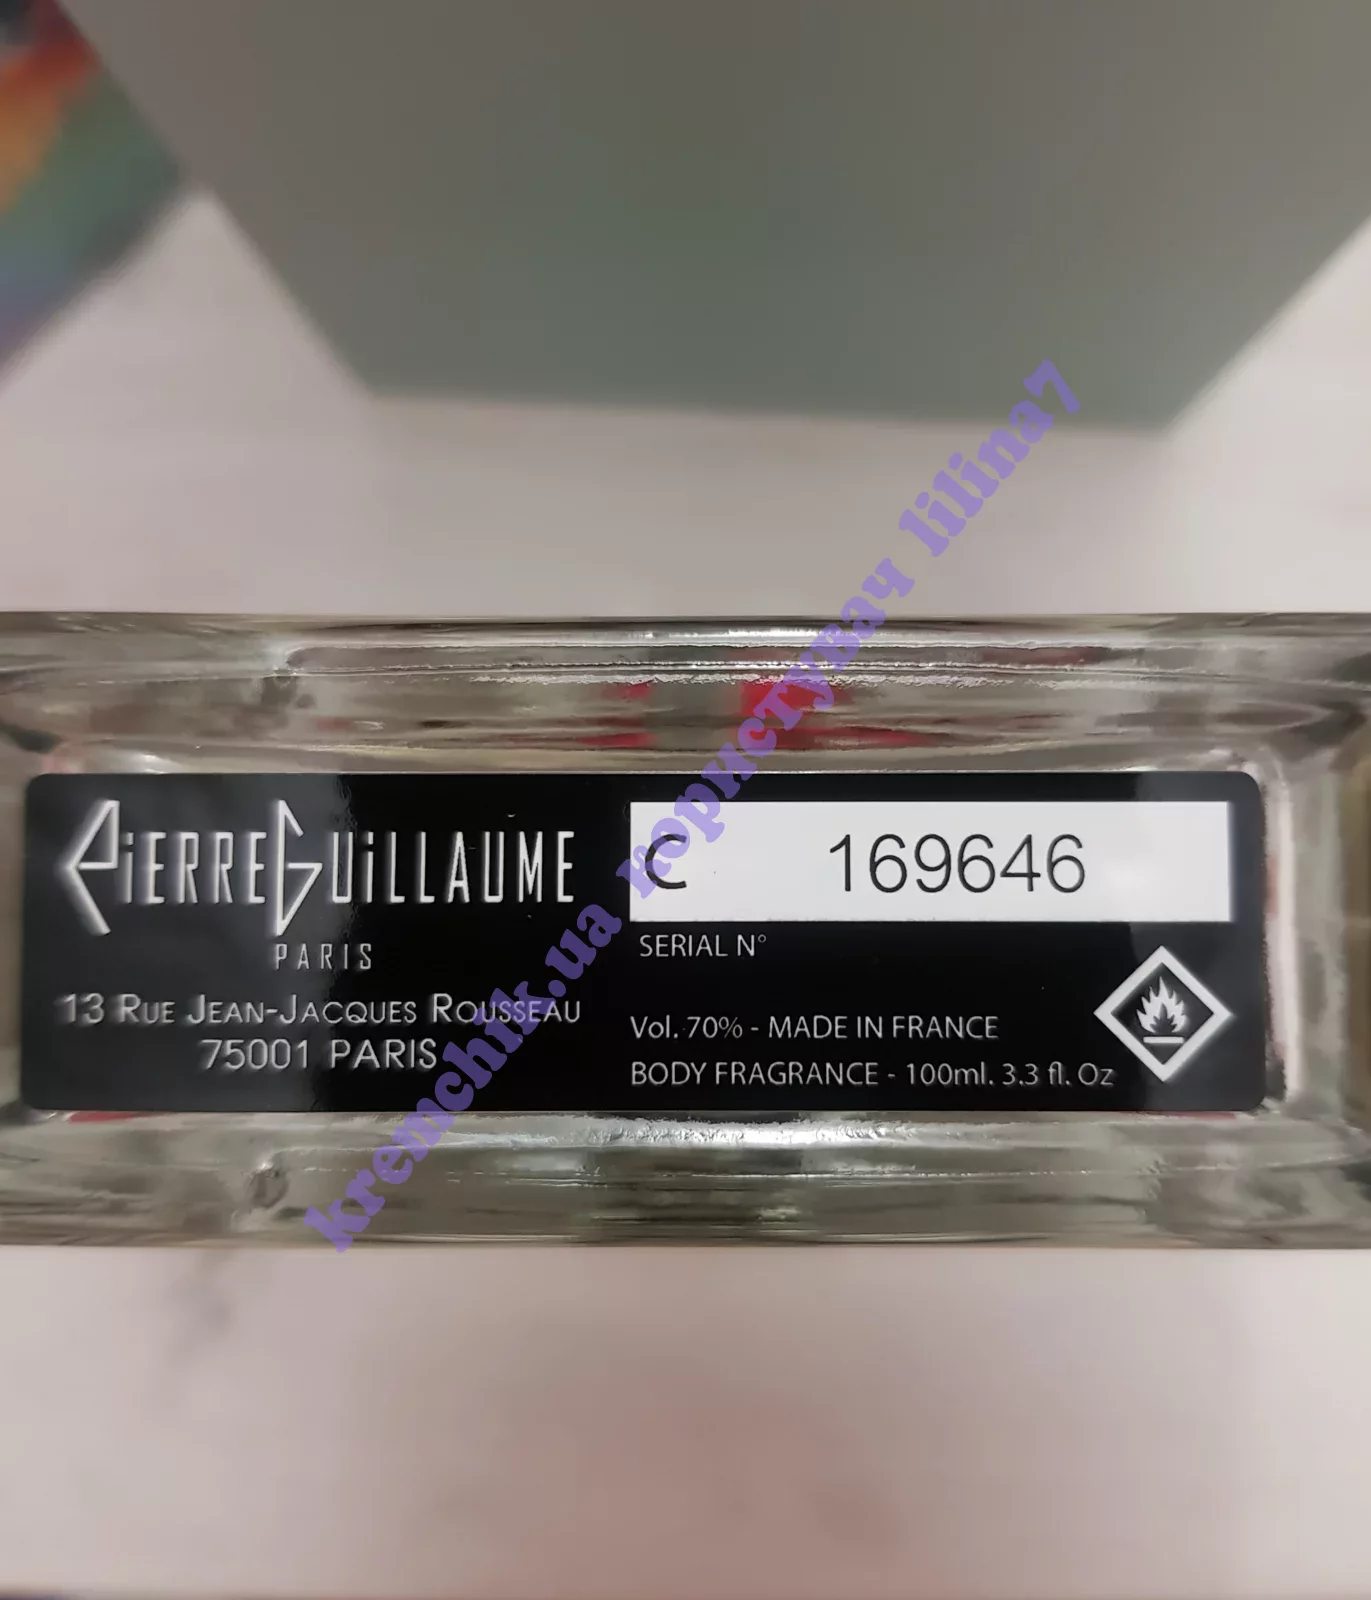 PiERREGUiLLAUME
PARIS
13 RUE JEAN-JACQUES ROUSSEAU
75001 PARIS
C 169646
SERIAL N°
Vol. 70% - MADE IN FRANCE
BODY FRAGRANCE - 100ml. 3.3 fl. Oz
kremchik.ua користувач lilina7